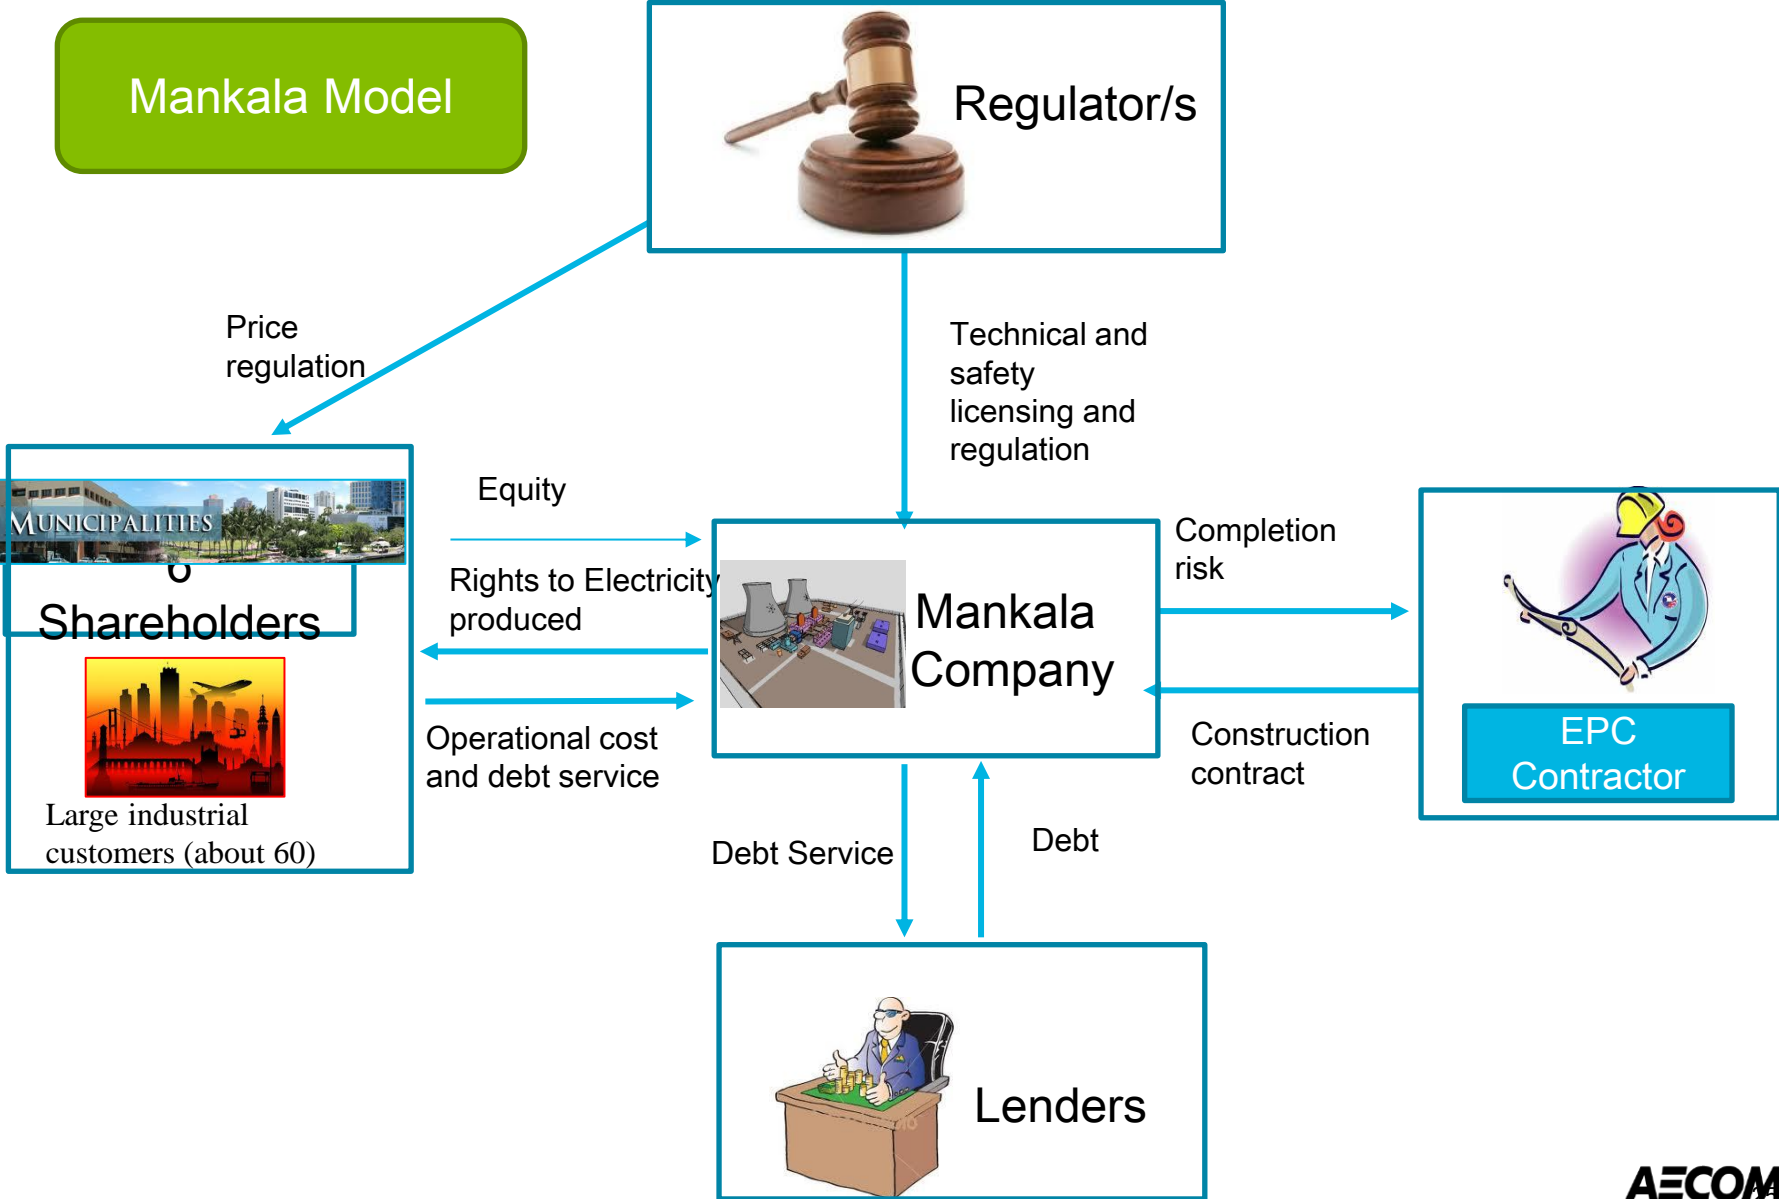 Mankala Model
Regulator/s
Price
regulation
Technical and
safety
licensing and
regulation
MUNICIPALITIES
6
Shareholders
Large industrial
customers (about 60)
Equity
Rights to Electricity
produced
Operational cost
and debt service
Mankala
Company
Completion
risk
Construction
contract
EPC
Contractor
Debt Service
Debt
Lenders
AECOM